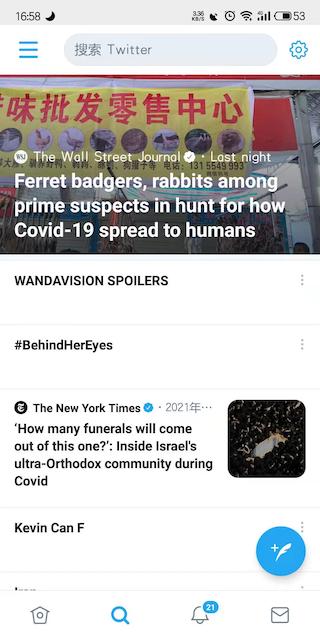 16:58
3.36 KB/S
53
搜索 Twitter
味批发零售中心
The Wall Street Journal · Last night
Ferret badgers, rabbits among
prime suspects in hunt for how
Covid-19 spread to humans
WANDAVISION SPOILERS
#BehindHerEyes
The New York Times · 2021年…
‘How many funerals will come
out of this one?’: Inside Israel's
ultra-Orthodox community during
Covid
Kevin Can F
21